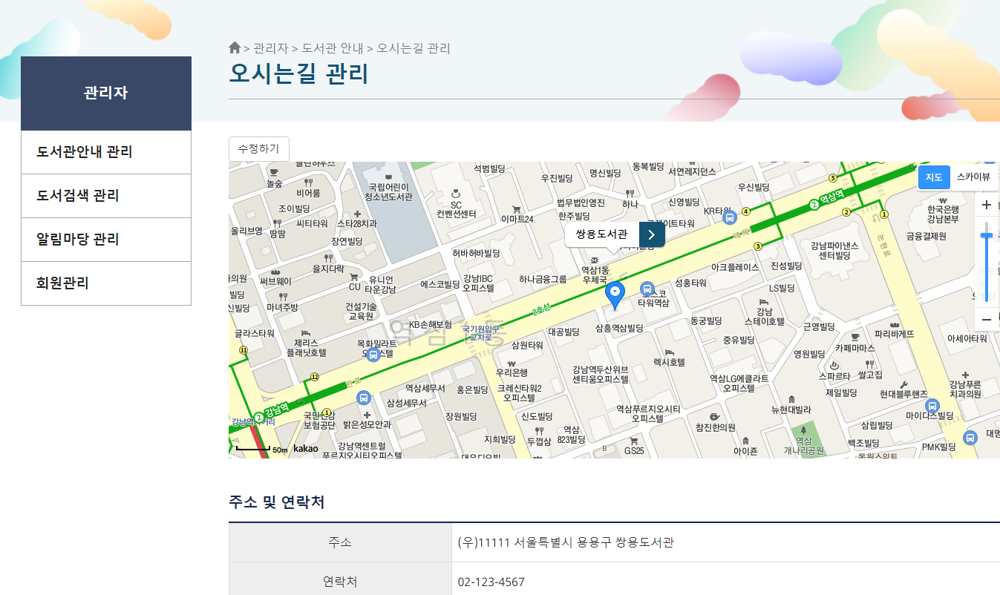 > 관리자 > 도서관 안내 > 오시는길 관리
오시는길 관리
관리자
도서관안내 관리
도서검색 관리
알림마당 관리
회원관리
수정하기
지도
스카이뷰
석범빌딩
우진빌딩
명신빌딩
동복빌딩
서연레지던스
놀숲
비어룸
국립어린이
청소년도서관
SC
컨벤션센터
법무법인영진
하나
신영빌딩
우신빌딩
역삼역
5
4
2
1
3
2
한국은행
강남본부
조이빌딩
씨티타워
스타28치과
이마트24
한주빌딩
올리브영
땀땀
장연빌딩
쌍용도서관
금융결제원
강남파이낸스
센터빌딩
논현로
허바허바빌딩
을지다락
역삼1동
우체국
아크플레이스
진성빌딩
써브웨이
CU
유니언
타운강남
에스코빌딩
강남IBC
오피스텔
하나금융그룹
성홍타워
LS빌딩
마녀주방
건설기술
교육원
타워역삼
강남
스테이호텔
2호선
KB손해보험
국기원입구
교차로
대공빌딩
삼흥역삼빌딩
동궁빌딩
근영빌딩
파리바게뜨
글라스타워
제리스
플래닛호텔
목화밀라트
삼원타워
중유빌딩
카페마마스
아세아타워
11
영원빌딩
우리은행
렉시호텔
강남역두산위브
센티움오피스텔
스파르타
쌀고집
12
역삼세무서
홍은빌딩
크레신타워2
오피스텔
역삼LG에클라트
오피스텔
제일빌딩
현대블루핸즈
강남푸른
치과의원
강남역
2
1
삼성세무서
역삼푸르지오시티
오피스텔
뉴현대빌라
마이다스빌딩
보험공단
밝은성모안과
장원빌딩
신도빌딩
참진한의원
삼립빌딩
지희빌딩
두껍삼
역삼
823빌딩
GS25
아이죤
역삼
개나리공원
백조빌딩
PMK빌딩
50m
kakao
강남역센트럴
푸르지오시티오피스텔
B
주소 및 연락처
주소
(우)11111 서울특별시 용용구 쌍용도서관
연락처
02-123-4567